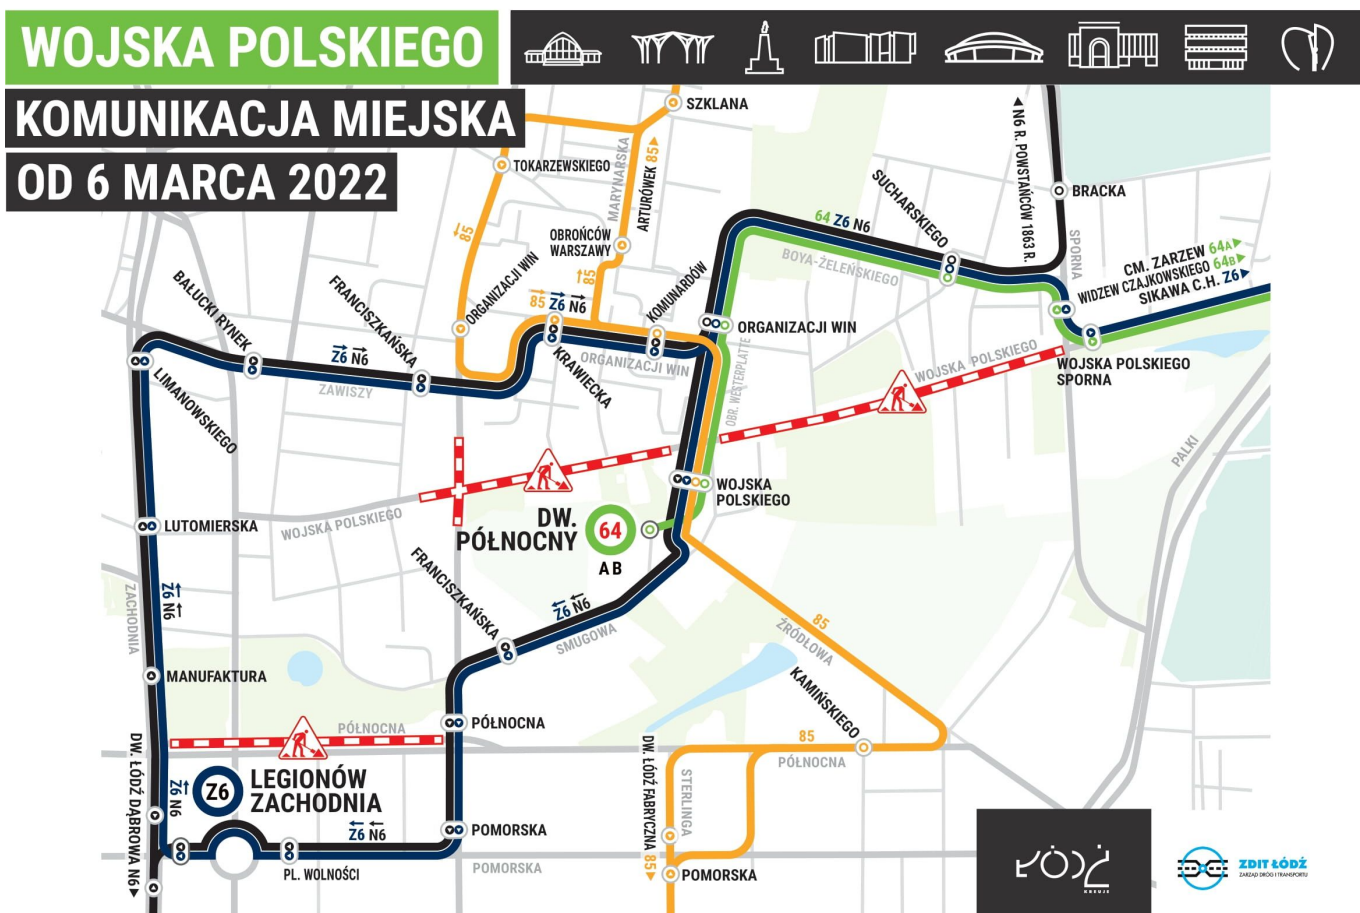 WOJSKA POLSKIEGO
KOMUNIKACJA MIEJSKA
OD 6 MARCA 2022
SZKLANA
TOKARZEWSKIEGO
MARYNARSKA
ARTURÓWEK 85
85
OBROŃCÓW
WARSZAWY
85
ORGANIZACJI WIN
85 Z6 N6
KOMUNARDÓW
KRAWIECKA
ORGANIZACJI WIN
BAŁUCKI RYNEK
FRANCISZKAŃSKA
Z6 N6
ZAWISZY
LIMANOWSKIEGO
64 Z6 N6
BOYA-ŻELEŃSKIEGO
SUCHARSKIEGO
N6 R. POWSTAŃCÓW 1863 R.
BRACKA
SPORNA
CM. ZARZEW 64A
WIDZEW CZAJKOWSKIEGO 64B
SIKAWA C.H. Z6
ORGANIZACJI WIN
OBR. WESTERPLATTE
WOJSKA POLSKIEGO
WOJSKA POLSKIEGO
SPORNA
PALKI
WOJSKA
POLSKIEGO
LUTOMIERSKA
WOJSKA POLSKIEGO
DW.
PÓŁNOCNY
64
A B
ZACHODNIA
Z6
N6
FRANCISZKAŃSKA
Z6 N6
SMUGOWA
85
ŹRÓDŁOWA
KAMIŃSKIEGO
MANUFAKTURA
PÓŁNOCNA
PÓŁNOCNA
85
PÓŁNOCNA
DW. ŁÓDŹ DĄBROWA N6
Z6
N6
Z6
LEGIONÓW
ZACHODNIA
DW. ŁÓDŹ FABRYCZNA 85
STERLINGA
Z6 N6
POMORSKA
PL. WOLNOŚCI
POMORSKA
POMORSKA
ŁÓDŹ
KREUJE
ZDIT ŁÓDŹ
ZARZĄD DRÓG I TRANSPORTU